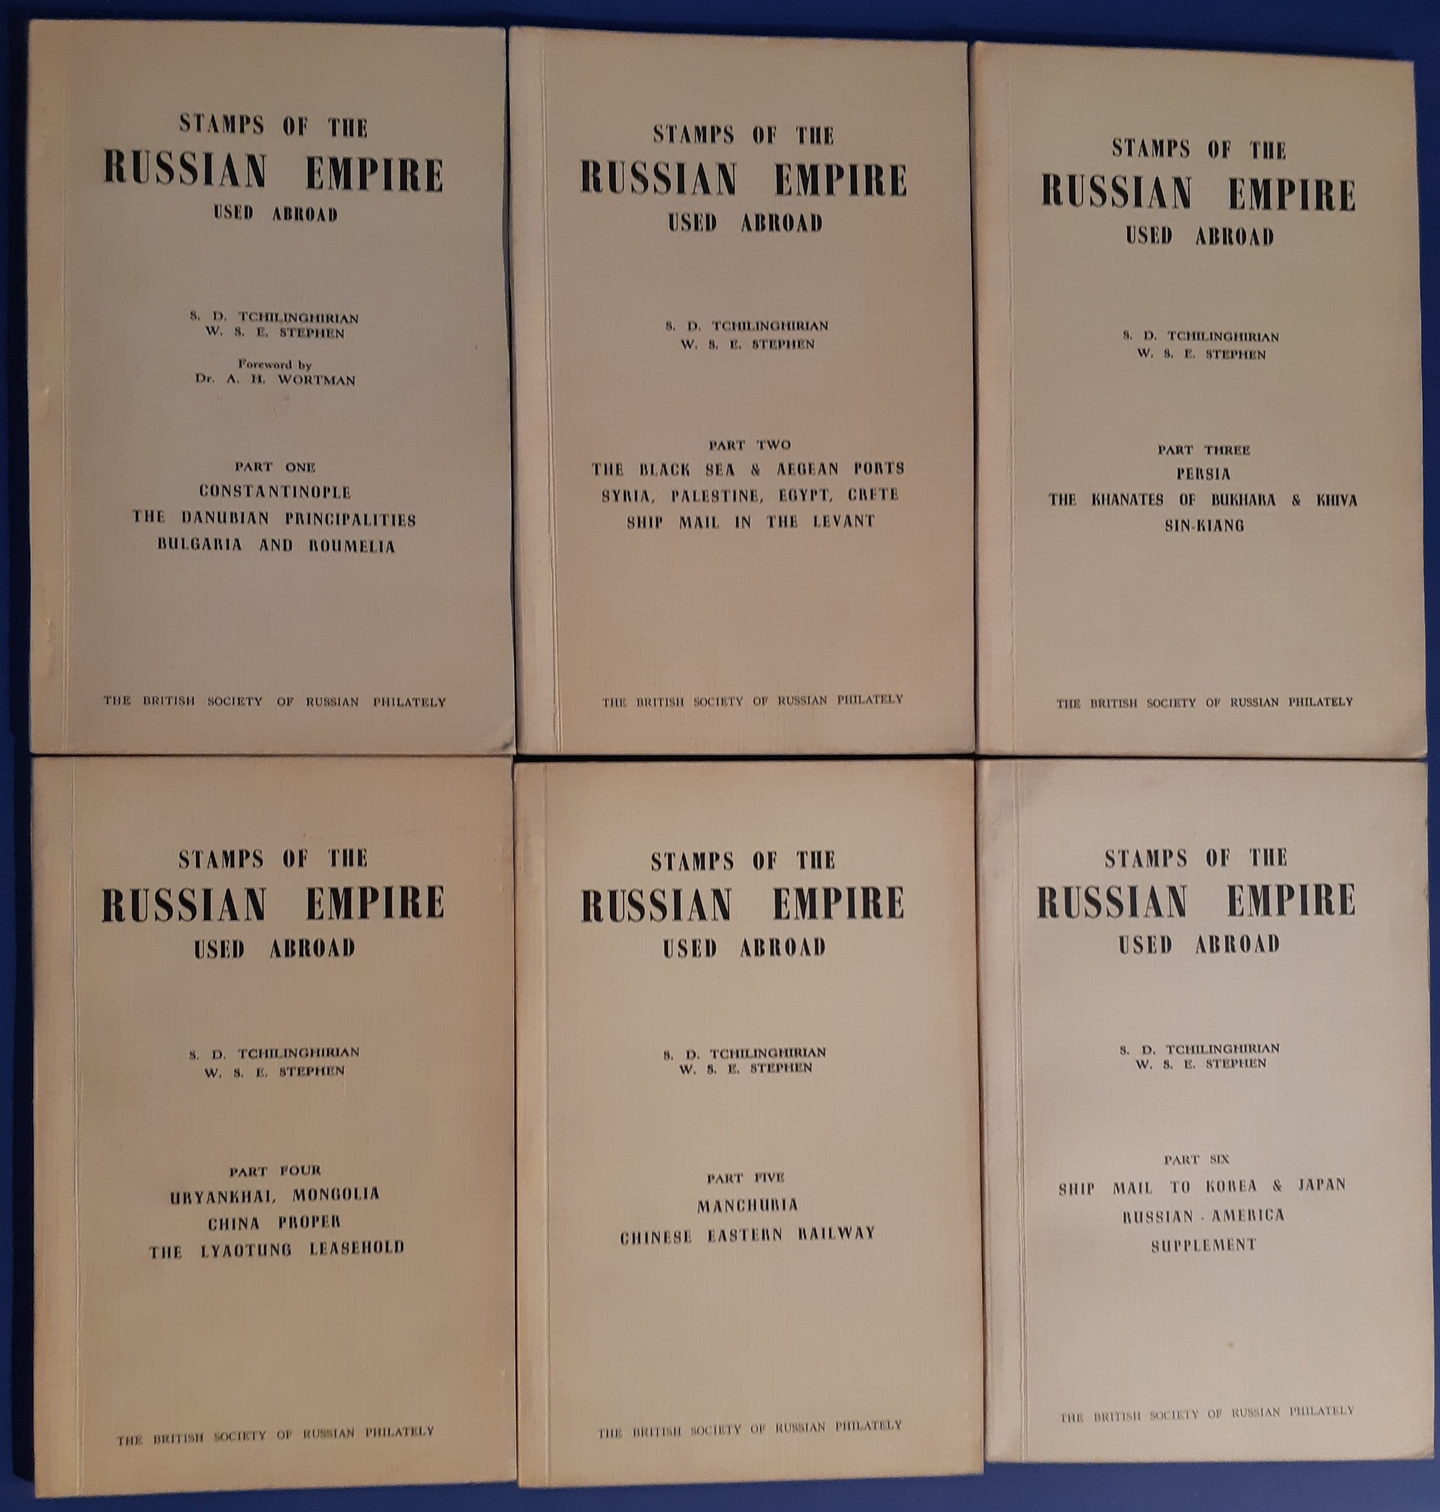 STAMPS OF THE
RUSSIAN EMPIRE
USED ABROAD
S. D. TCHILINGHIRIAN
W. S. E. STEPHEN
Foreword by
Dr. A. H. WORTMAN
PART ONE
CONSTANTINOPLE
THE DANUBIAN PRINCIPALITIES
BULGARIA AND ROUMELIA
THE BRITISH SOCIETY OF RUSSIAN PHILATELY
STAMPS OF THE
RUSSIAN EMPIRE
USED ABROAD
S. D. TCHILINGHIRIAN
W. S. E. STEPHEN
PART TWO
THE BLACK SEA & AEGEAN PORTS
SYRIA, PALESTINE, EGYPT, CRETE
SHIP MAIL IN THE LEVANT
THE BRITISH SOCIETY OF RUSSIAN PHILATELY
STAMPS OF THE
RUSSIAN EMPIRE
USED ABROAD
S. D. TCHILINGHIRIAN
W. S. E. STEPHEN
PART THREE
PERSIA
THE KHANATES OF BUKHARA & KHIVA
SIN-KIANG
THE BRITISH SOCIETY OF RUSSIAN PHILATELY
STAMPS OF THE
RUSSIAN EMPIRE
USED ABROAD
S. D. TCHILINGHIRIAN
W. S. E. STEPHEN
PART FOUR
URYANKHAI, MONGOLIA
CHINA PROPER
THE LYAOTUNG LEASEHOLD
THE BRITISH SOCIETY OF RUSSIAN PHILATELY
STAMPS OF THE
RUSSIAN EMPIRE
USED ABROAD
S. D. TCHILINGHIRIAN
W. S. E. STEPHEN
PART FIVE
MANCHURIA
CHINESE EASTERN RAILWAY
THE BRITISH SOCIETY OF RUSSIAN PHILATELY
STAMPS OF THE
RUSSIAN EMPIRE
USED ABROAD
S. D. TCHILINGHIRIAN
W. S. E. STEPHEN
PART SIX
SHIP MAIL TO KOREA & JAPAN
RUSSIAN - AMERICA
SUPPLEMENT
THE BRITISH SOCIETY OF RUSSIAN PHILATELY